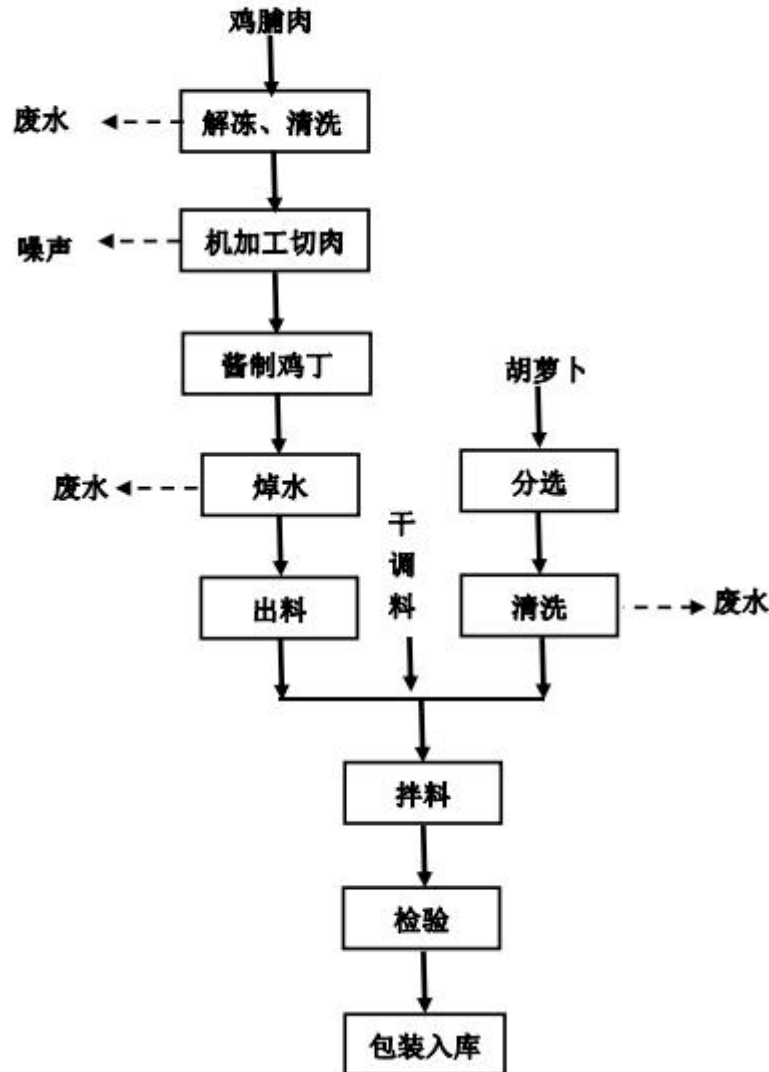 鸡脯肉
废水
解冻、清洗
噪声
机加工切肉
酱制鸡丁
胡萝卜
废水
焯水
分选
干调料
出料
清洗
废水
拌料
检验
包装入库